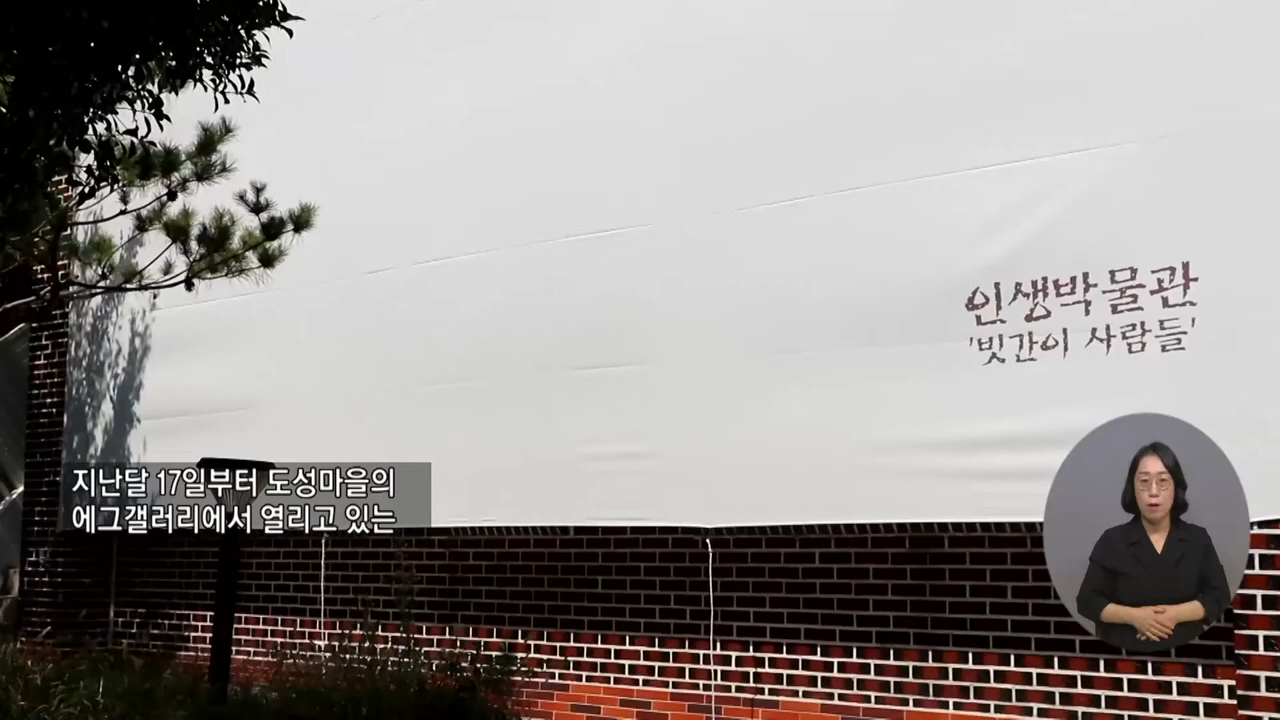 인생박물관
'빗간이 사람들'
지난달 17일부터 도성마을의
에그갤러리에서 열리고 있는